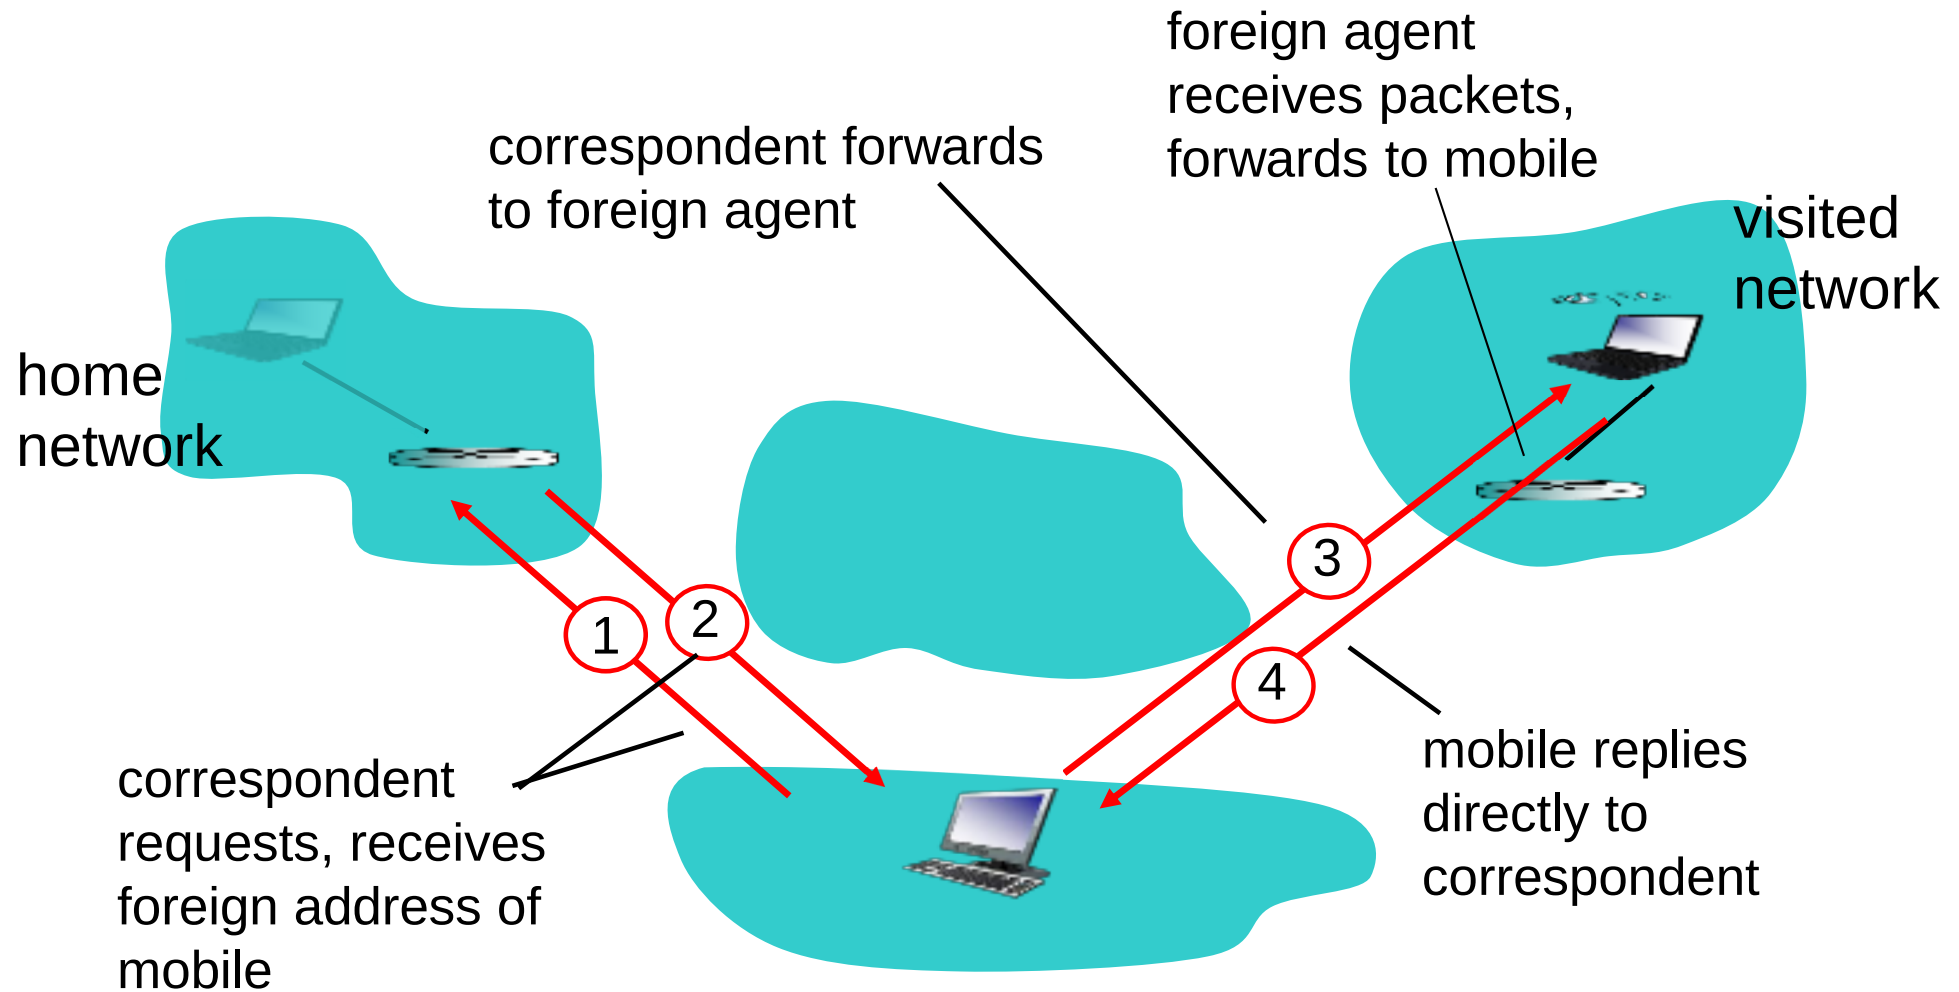 foreign agent
receives packets,
forwards to mobile
correspondent forwards
to foreign agent
visited
network
home
network
3
2
1
4
mobile replies
directly to
correspondent
correspondent
requests, receives
foreign address of
mobile